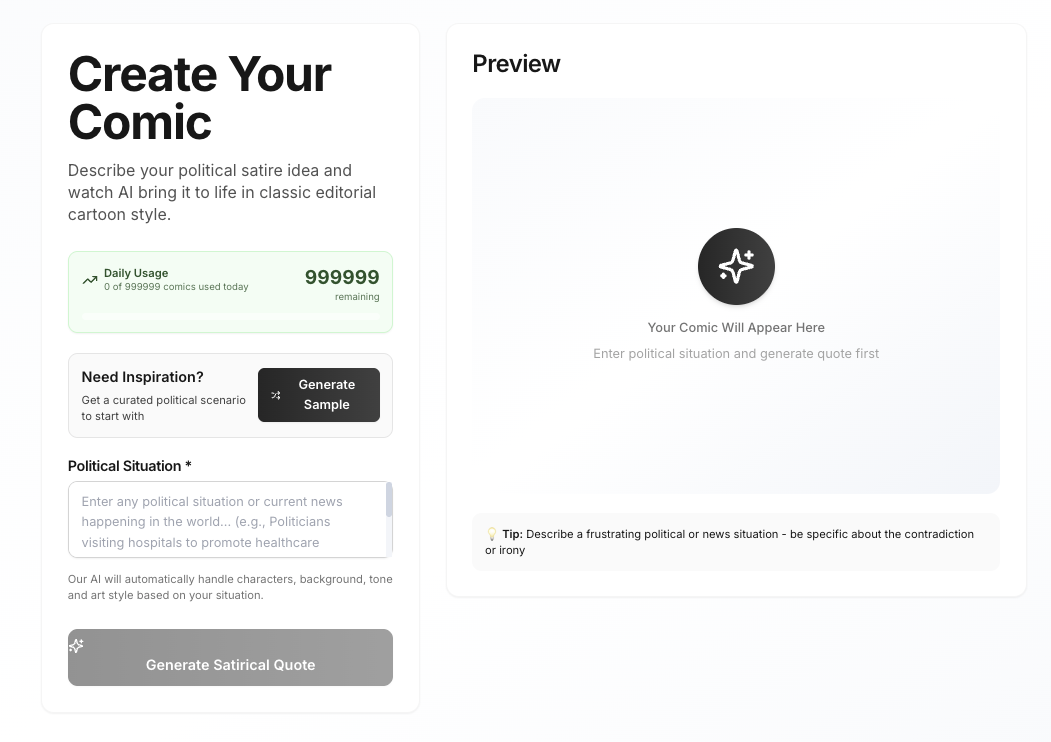 Create Your
Comic
Describe your political satire idea and
watch AI bring it to life in classic editorial
cartoon style.
Daily Usage
0 of 999999 comics used today
999999
remaining
Need Inspiration?
Get a curated political scenario
to start with
Generate
Sample
Political Situation *
Enter any political situation or current news
happening in the world... (e.g., Politicians
visiting hospitals to promote healthcare
Our AI will automatically handle characters, background, tone
and art style based on your situation.
Generate Satirical Quote
Preview
Your Comic Will Appear Here
Enter political situation and generate quote first
💡 Tip: Describe a frustrating political or news situation - be specific about the contradiction
or irony